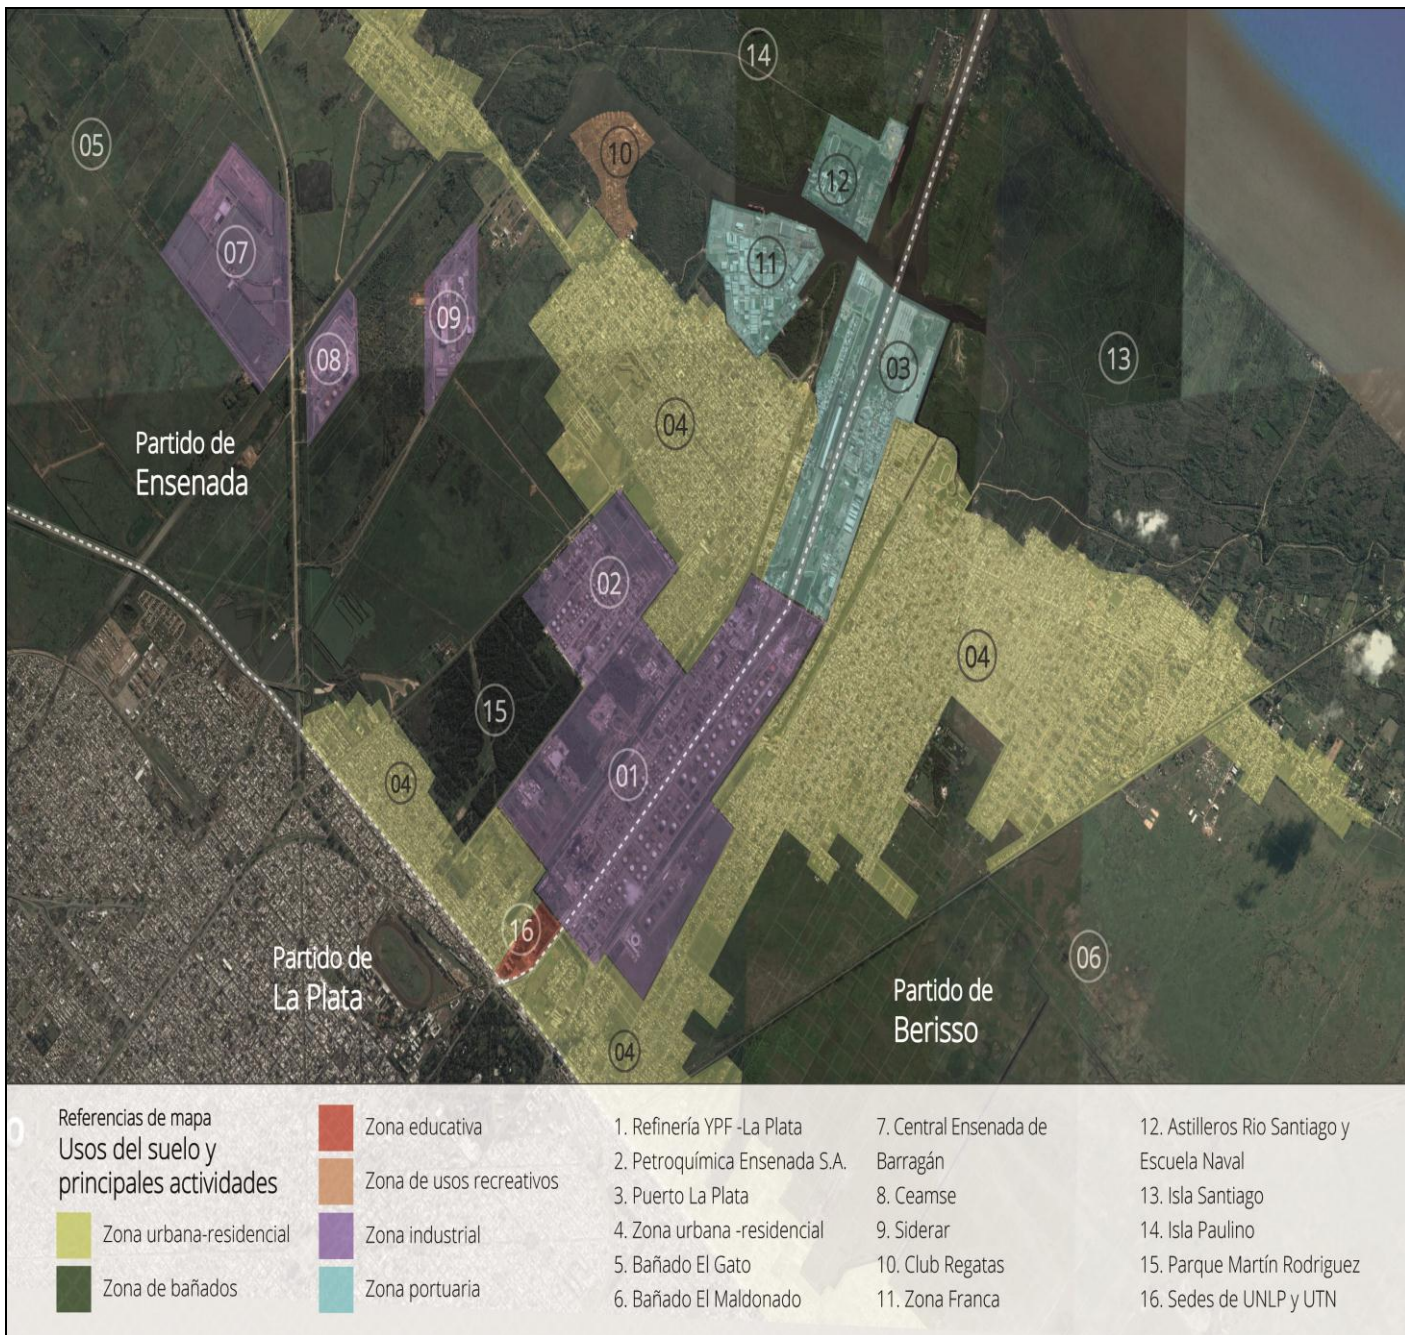 14
05
10
12
07
11
09
08
03
13
04
Partido de
Ensenada
02
04
15
01
04
16
Partido de
La Plata
06
Partido de
Berisso
04
Referencias de mapa
Usos del suelo y
principales actividades
Zona urbana-residencial
Zona de bañados
Zona educativa
Zona de usos recreativos
Zona industrial
Zona portuaria
1. Refinería YPF -La Plata
2. Petroquímica Ensenada S.A.
3. Puerto La Plata
4. Zona urbana -residencial
5. Bañado El Gato
6. Bañado El Maldonado
7. Central Ensenada de
Barragán
8. Ceamse
9. Siderar
10. Club Regatas
11. Zona Franca
12. Astilleros Rio Santiago y
Escuela Naval
13. Isla Santiago
14. Isla Paulino
15. Parque Martín Rodriguez
16. Sedes de UNLP y UTN